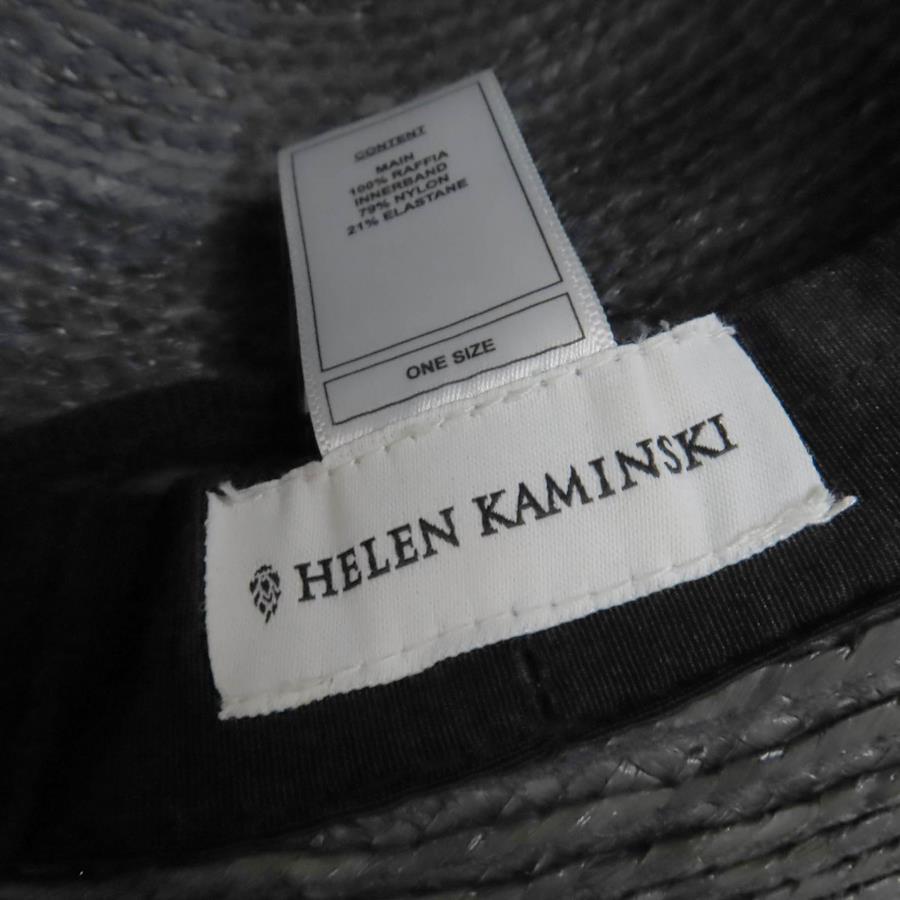 CONTENT
MAIN
100% RAFFIA
INNERBAND
79% NYLON
21% ELASTANE
ONE SIZE
HELEN KAMINSKI